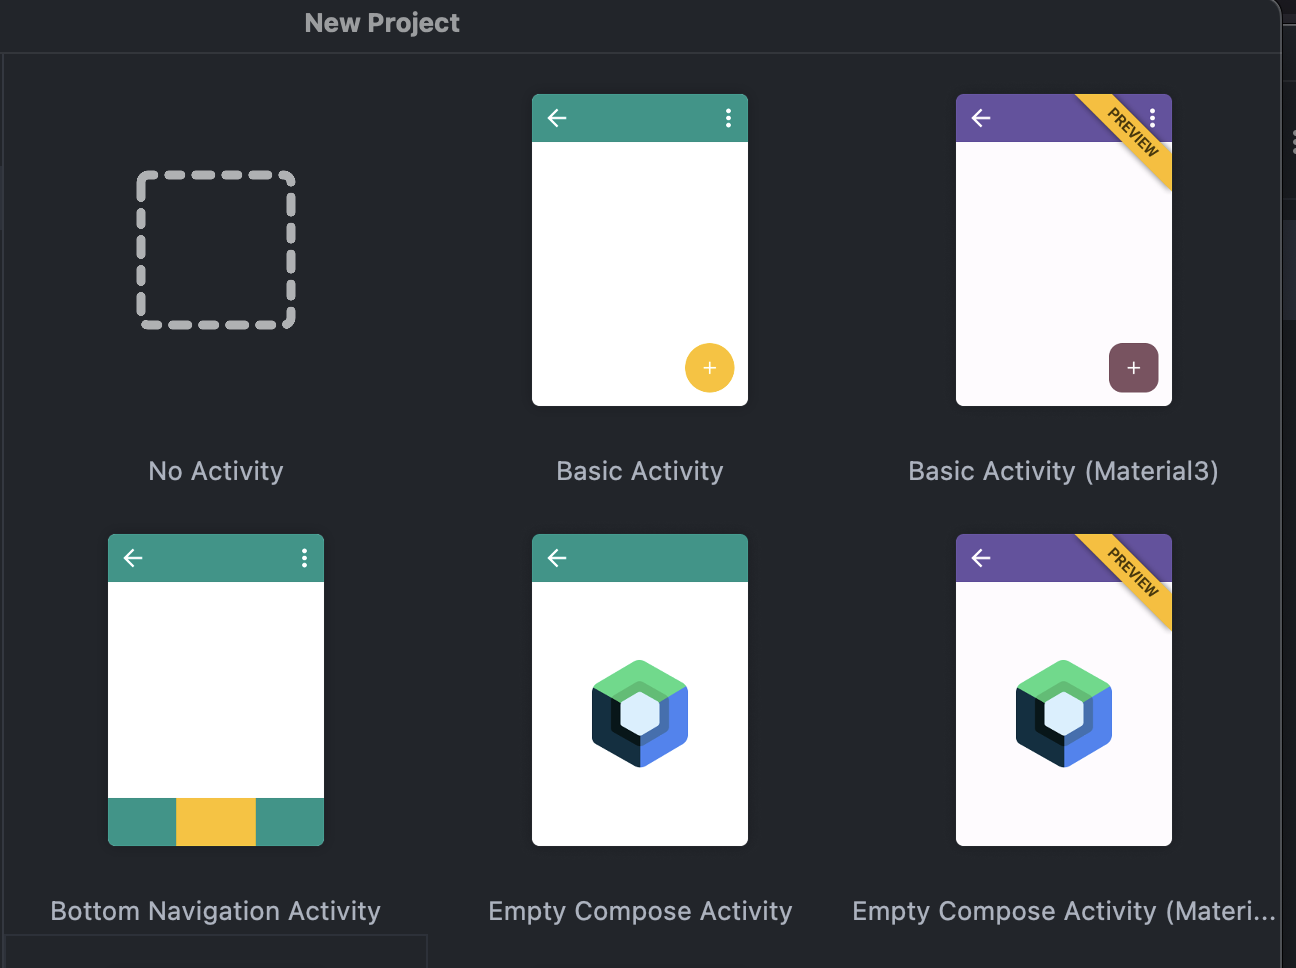 New Project
PREVIEW
No Activity
Basic Activity
Basic Activity (Material3)
PREVIEW
Bottom Navigation Activity
Empty Compose Activity
Empty Compose Activity (Materi...